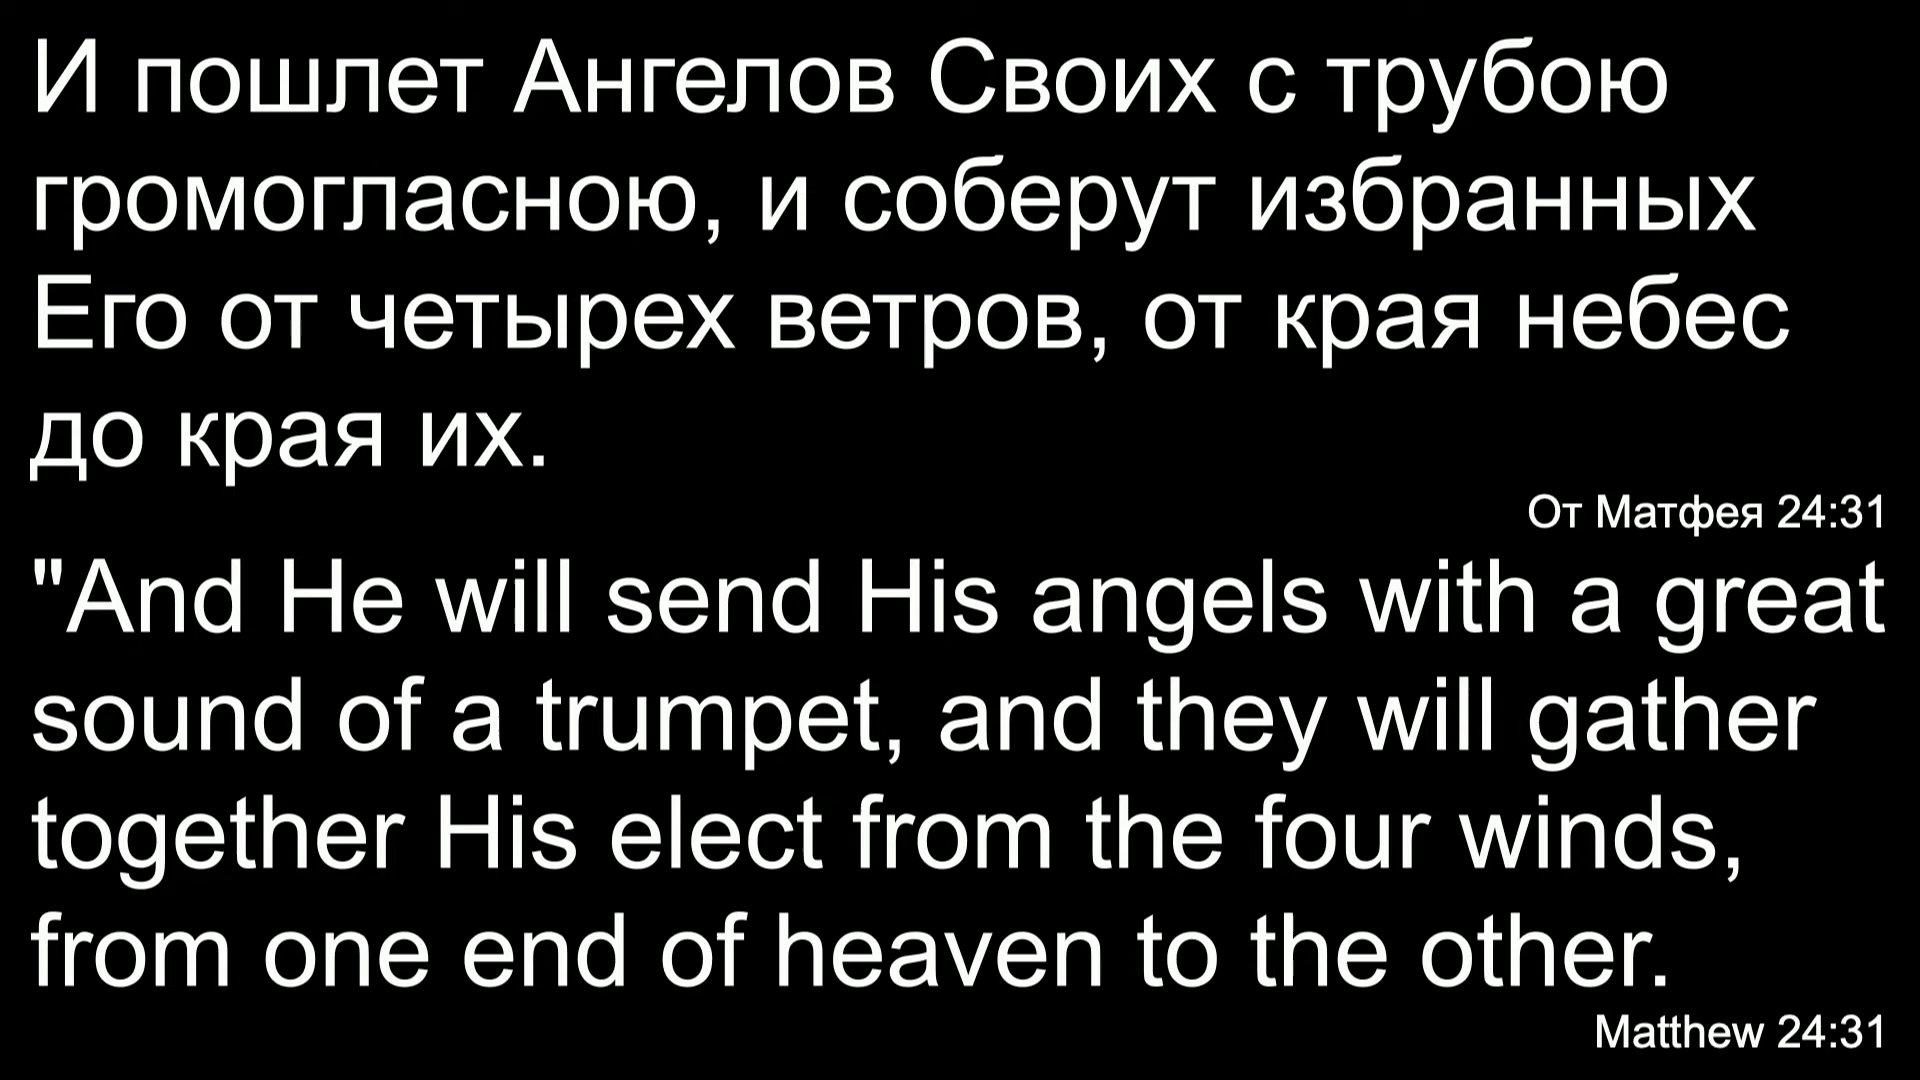 И пошлет Ангелов Своих с трубою
громогласною, и соберут избранных
Его от четырех ветров, от края небес
до края их.
От Матфея 24:31
"And He will send His angels with a great
sound of a trumpet, and they will gather
together His elect from the four winds,
from one end of heaven to the other.
Matthew 24:31